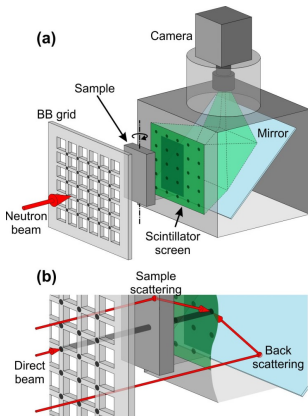 (a)
Camera
Sample
BB grid
Mirror
Neutron
beam
Scintillator
screen
(b)
Sample
scattering
Direct
beam
Back
scattering